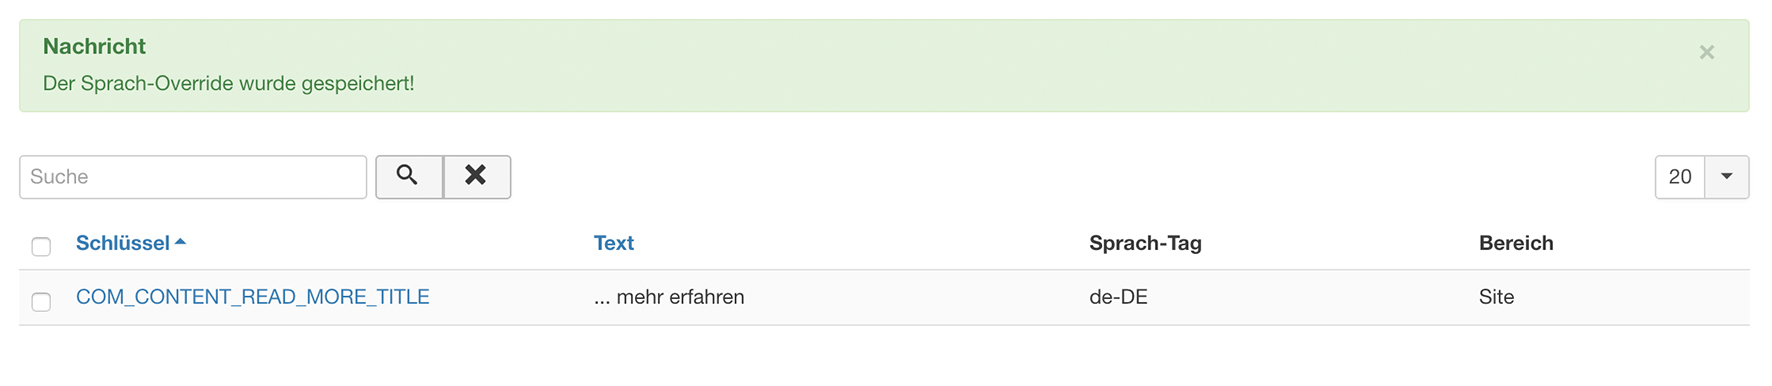 Nachricht
Der Sprach-Override wurde gespeichert!
Suche
20
Schlüssel Text Sprach-Tag Bereich
COM_CONTENT_READ_MORE_TITLE ... mehr erfahren de-DE Site